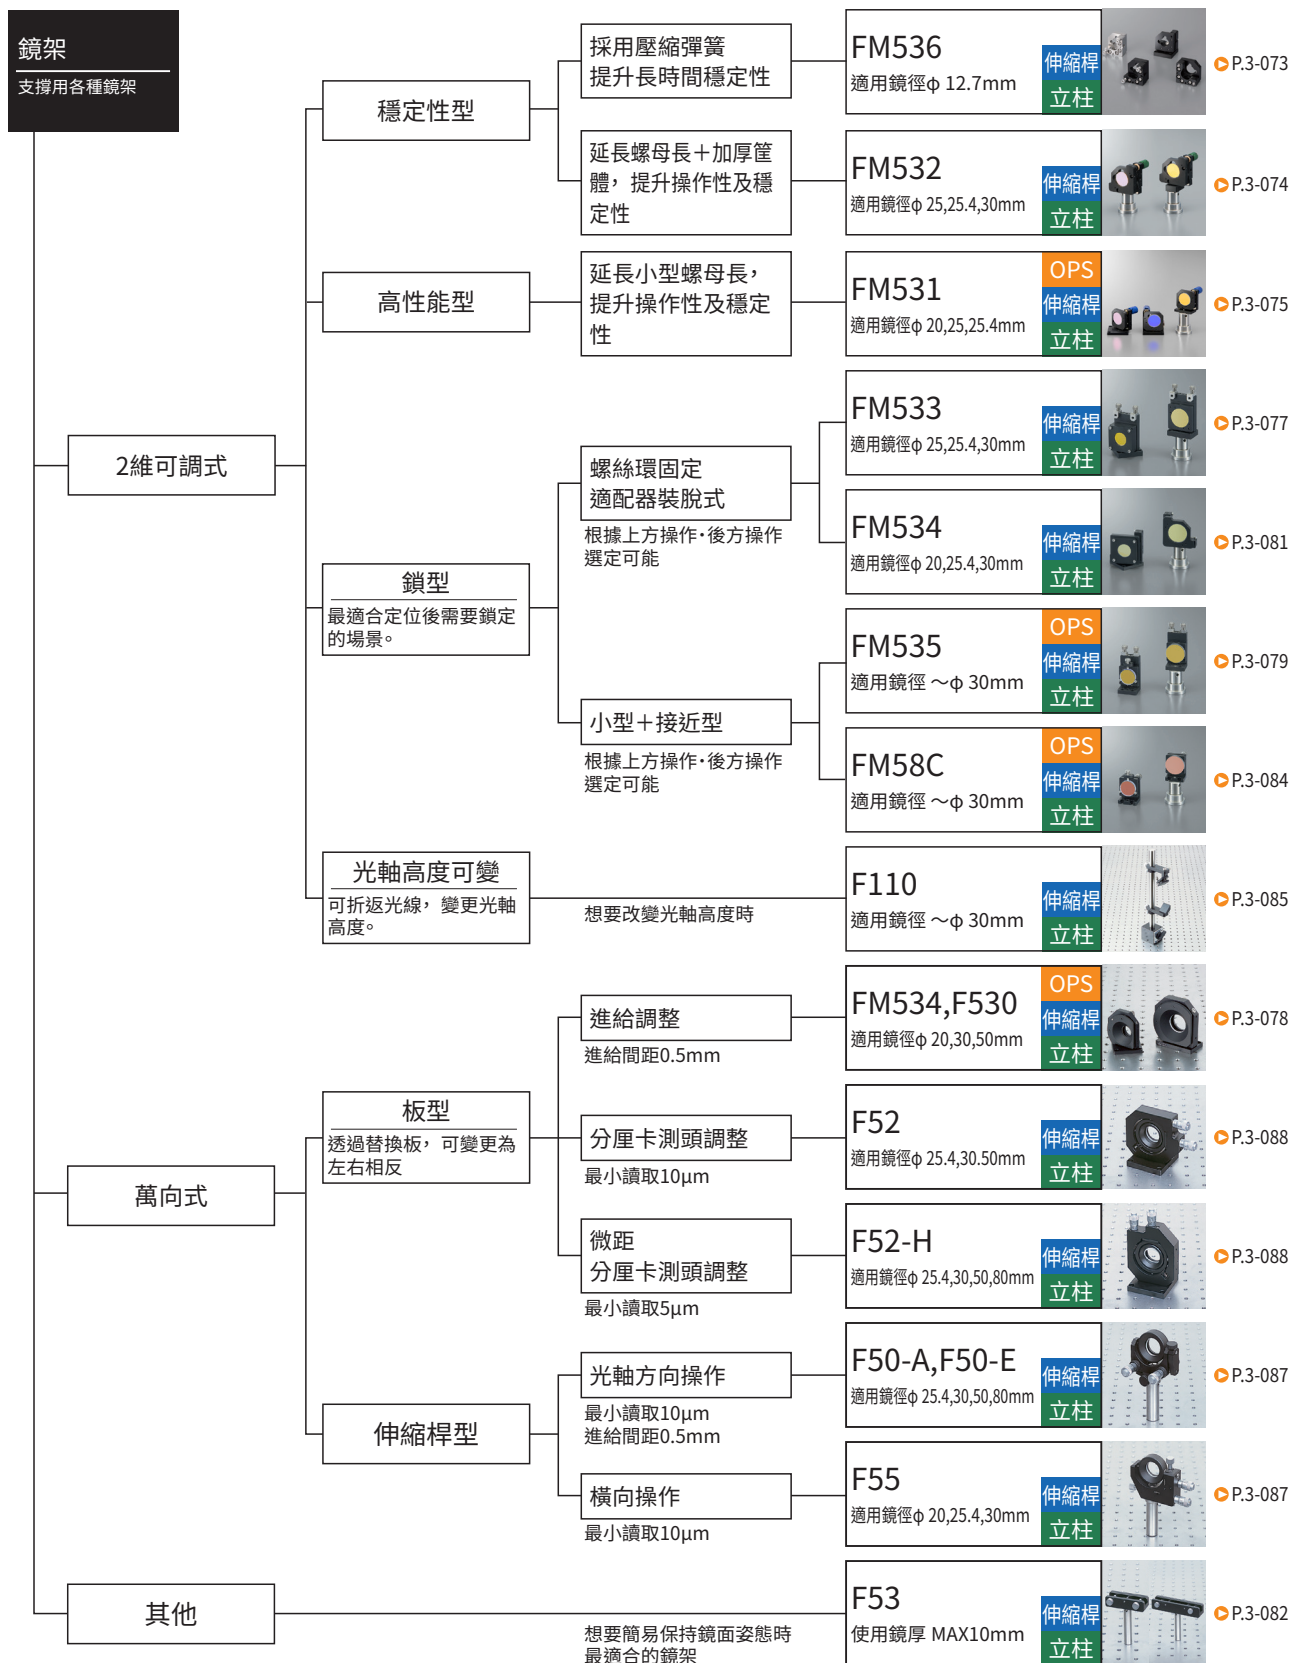 鏡架
支撐用各種鏡架
2維可調式
穩定性型
採用壓縮彈簧
提升長時間穩定性
FM536
適用鏡徑φ 12.7mm
伸縮桿
立柱
P.3-073
延長螺母長＋加厚筐
體，提升操作性及穩
定性
FM532
適用鏡徑φ 25,25.4,30mm
伸縮桿
立柱
P.3-074
高性能型
延長小型螺母長，
提升操作性及穩定
性
FM531
適用鏡徑φ 20,25,25.4mm
OPS
伸縮桿
立柱
P.3-075
鎖型
最適合定位後需要鎖定
的場景。
螺絲環固定
適配器裝脫式
根據上方操作·後方操作
選定可能
FM533
適用鏡徑φ 25,25.4,30mm
伸縮桿
立柱
P.3-077
FM534
適用鏡徑φ 20,25.4,30mm
伸縮桿
立柱
P.3-081
小型＋接近型
根據上方操作·後方操作
選定可能
FM535
適用鏡徑 ～φ 30mm
OPS
伸縮桿
立柱
P.3-079
FM58C
適用鏡徑 ～φ 30mm
OPS
伸縮桿
立柱
P.3-084
光軸高度可變
可折返光線，變更光軸
高度。
想要改變光軸高度時
F110
適用鏡徑 ～φ 30mm
伸縮桿
立柱
P.3-085
萬向式
板型
透過替換板，可變更為
左右相反
進給調整
進給間距0.5mm
FM534,F530
適用鏡徑φ 20,30,50mm
OPS
伸縮桿
立柱
P.3-078
分厘卡測頭調整
最小讀取10μm
F52
適用鏡徑φ 25.4,30.50mm
伸縮桿
立柱
P.3-088
微距
分厘卡測頭調整
最小讀取5μm
F52-H
適用鏡徑φ 25.4,30,50,80mm
伸縮桿
立柱
P.3-088
伸縮桿型
光軸方向操作
最小讀取10μm
進給間距0.5mm
F50-A,F50-E
適用鏡徑φ 25.4,30,50,80mm
伸縮桿
立柱
P.3-087
橫向操作
最小讀取10μm
F55
適用鏡徑φ 20,25.4,30mm
伸縮桿
立柱
P.3-087
其他
想要簡易保持鏡面姿態時
最適合的鏡架
F53
使用鏡厚 MAX10mm
伸縮桿
立柱
P.3-082